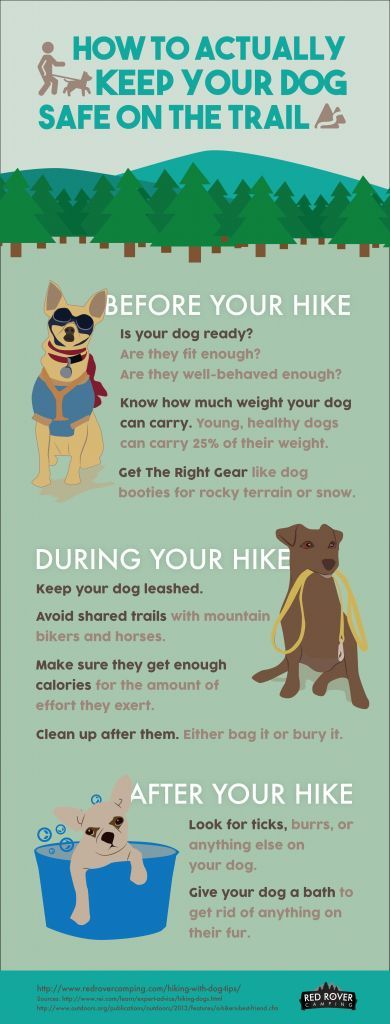 HOW TO ACTUALLY
KEEP YOUR DOG
SAFE ON THE TRAIL
BEFORE YOUR HIKE
Is your dog ready?
Are they fit enough?
Are they well-behaved enough?
Know how much weight your dog
can carry. Young, healthy dogs
can carry 25% of their weight.
Get The Right Gear like dog
booties for rocky terrain or snow.
DURING YOUR HIKE
Keep your dog leashed.
Avoid shared trails with mountain
bikers and horses.
Make sure they get enough
calories for the amount of
effort they exert.
Clean up after them. Either bag it or bury it.
AFTER YOUR HIKE
Look for ticks, burrs, or
anything else on
your dog.
Give your dog a bath to
get rid of anything on
their fur.
http://www.redrovercamping.com/hiking-with-dog-tips/
Sources: http://www.rei.com/learn/expert-advice/hiking-dogs.html
http://www.outdoors.org/publications/outdoors/2013/features/a-hikers-best-friend.cfm
RED ROVER
CAMPING